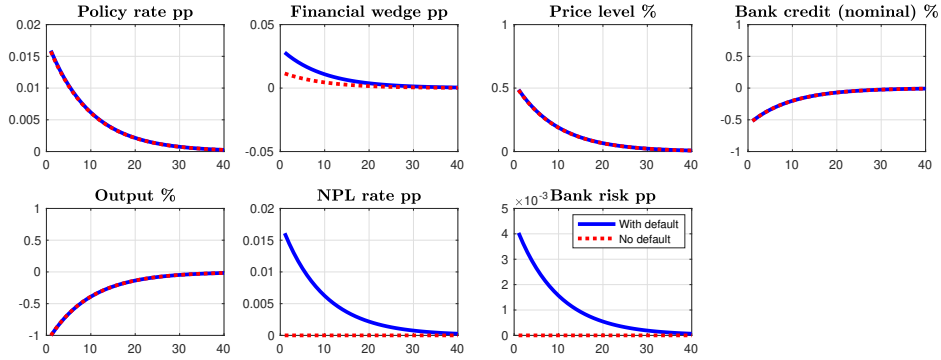 Policy rate pp
0.02
0.015
0.01
0.005
0
0 10 20 30 40
Financial wedge pp
0.05
0
-0.05
0 10 20 30 40
Price level %
1
0.5
0
0 10 20 30 40
Bank credit (nominal) %
1
0.5
0
-0.5
-1
0 10 20 30 40
Output %
1
0.5
0
-0.5
-1
0 10 20 30 40
NPL rate pp
0.02
0.015
0.01
0.005
0
0 10 20 30 40
×10⁻³ Bank risk pp
5
4
3
2
1
0
0 10 20 30 40
With default
No default